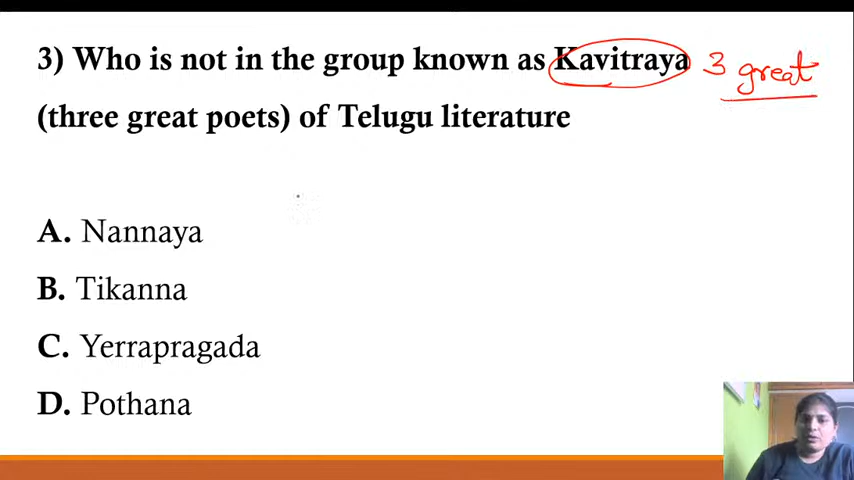 3) Who is not in the group known as Kavitraya 3 great
(three great poets) of Telugu literature
A. Nannaya
B. Tikanna
C. Yerrapragada
D. Pothana